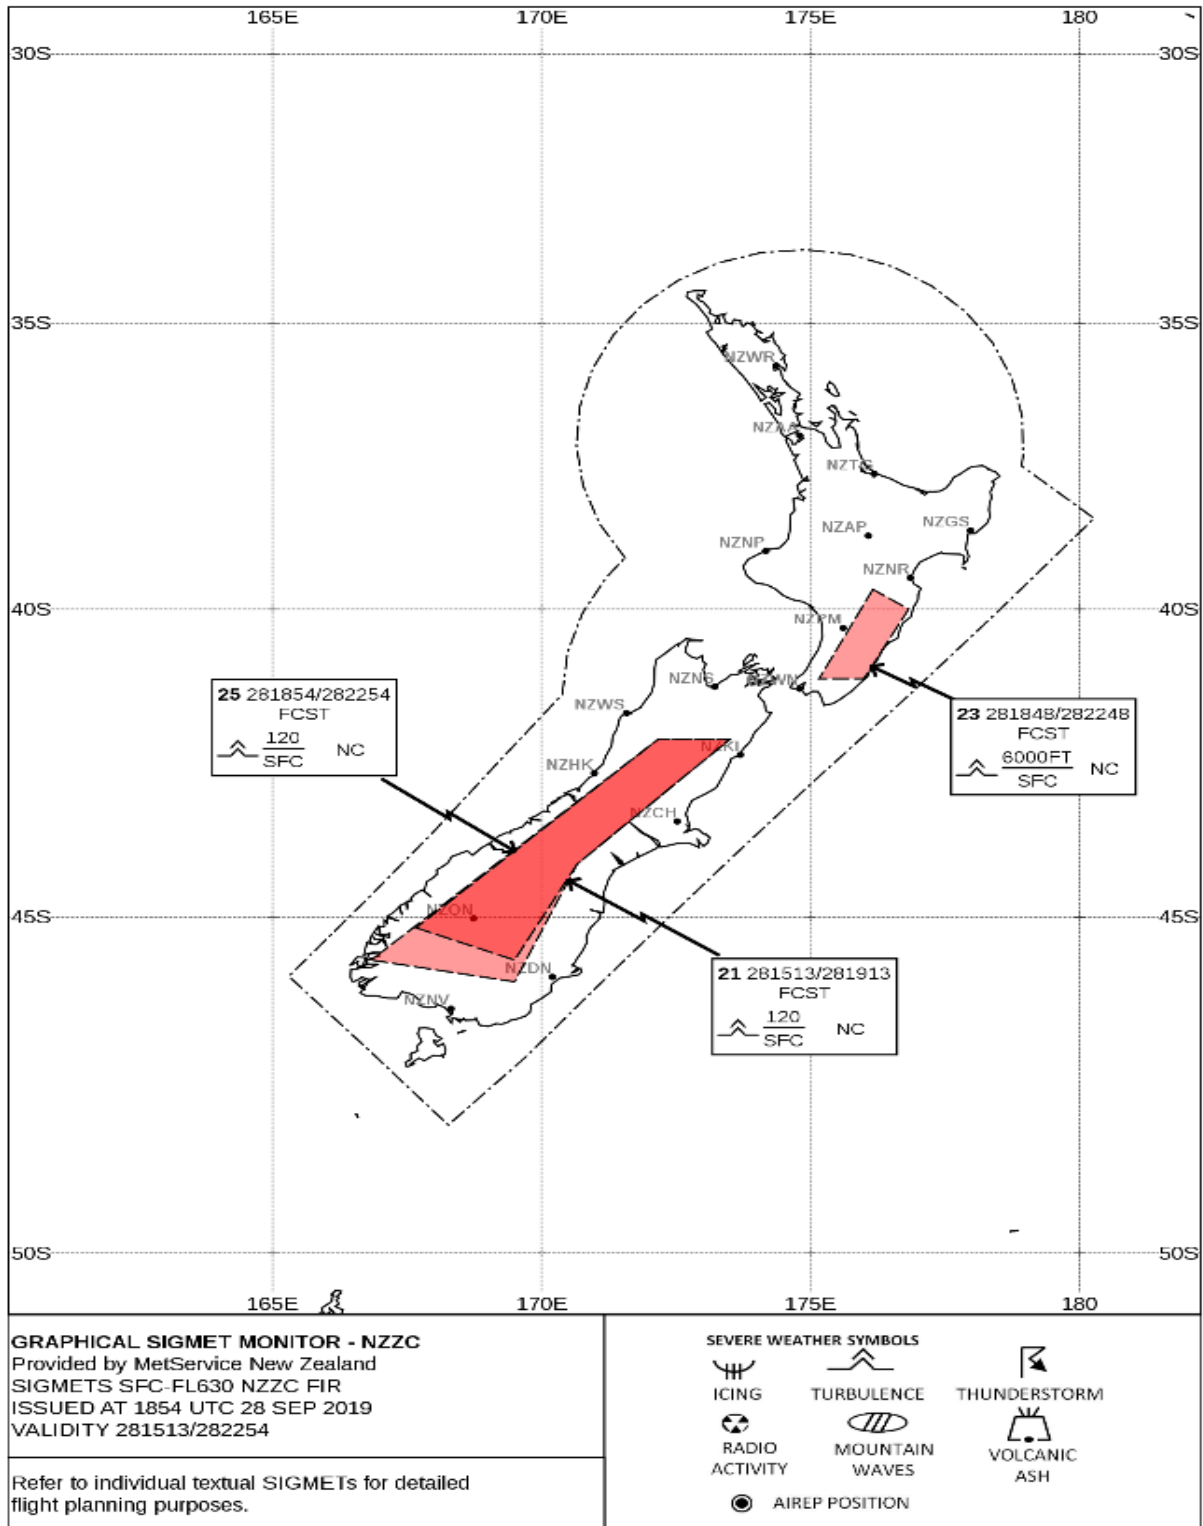 165E 170E 175E 180
30S 30S
35S 35S
NZWR
NZAA
NZTG
NZAP
NZGS
NZNP
NZNR
40S 40S
NZPM
NZNS
NZWN
NZWS
25 281854/282254
FCST
120
SFC
NC
23 281848/282248
FCST
6000FT
SFC
NC
NZKI
NZHK
NZCH
45S 45S
NZQN
NZDN
NZNV
21 281513/281913
FCST
120
SFC
NC
50S 50S
165E 170E 175E 180
GRAPHICAL SIGMET MONITOR - NZZC
Provided by MetService New Zealand
SIGMETS SFC-FL630 NZZC FIR
ISSUED AT 1854 UTC 28 SEP 2019
VALIDITY 281513/282254
Refer to individual textual SIGMETs for detailed
flight planning purposes.
SEVERE WEATHER SYMBOLS
ICING TURBULENCE THUNDERSTORM
RADIO
ACTIVITY
MOUNTAIN
WAVES
VOLCANIC
ASH
AIREP POSITION